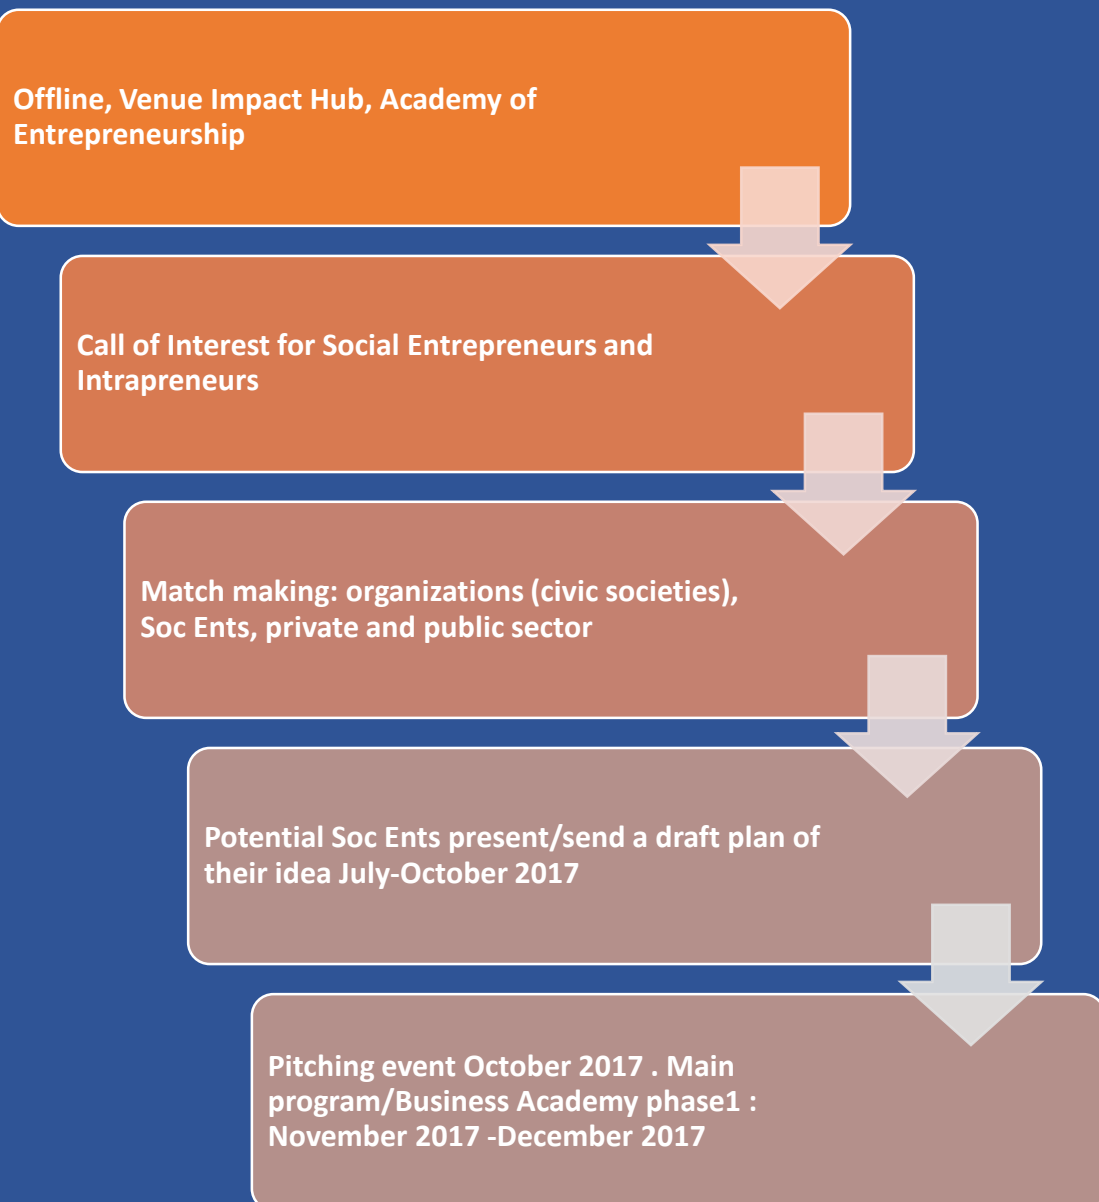 Offline, Venue Impact Hub, Academy of
Entrepreneurship
Call of Interest for Social Entrepreneurs and
Intrapreneurs
Match making: organizations (civic societies),
Soc Ents, private and public sector
Potential Soc Ents present/send a draft plan of
their idea July-October 2017
Pitching event October 2017 . Main
program/Business Academy phase1 :
November 2017 -December 2017